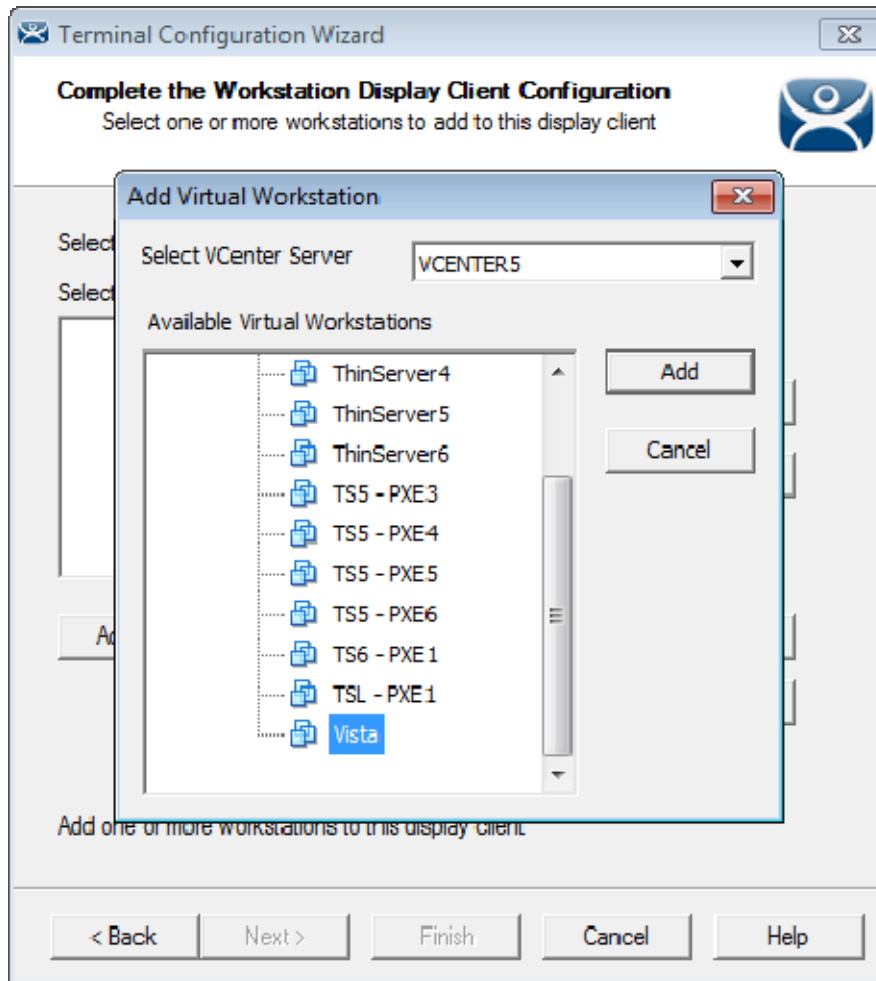 Terminal Configuration Wizard
Complete the Workstation Display Client Configuration
Select one or more workstations to add to this display client
Add Virtual Workstation
Select
Select VCenter Server
VCENTER5
Select
Available Virtual Workstations
ThinServer4
Add
ThinServer5
ThinServer6
Cancel
TS5 - PXE3
TS5 - PXE4
TS5 - PXE5
TS5 - PXE6
TS6 - PXE1
TSL - PXE1
Vista
Add one or more workstations to this display client
< Back
Next >
Finish
Cancel
Help